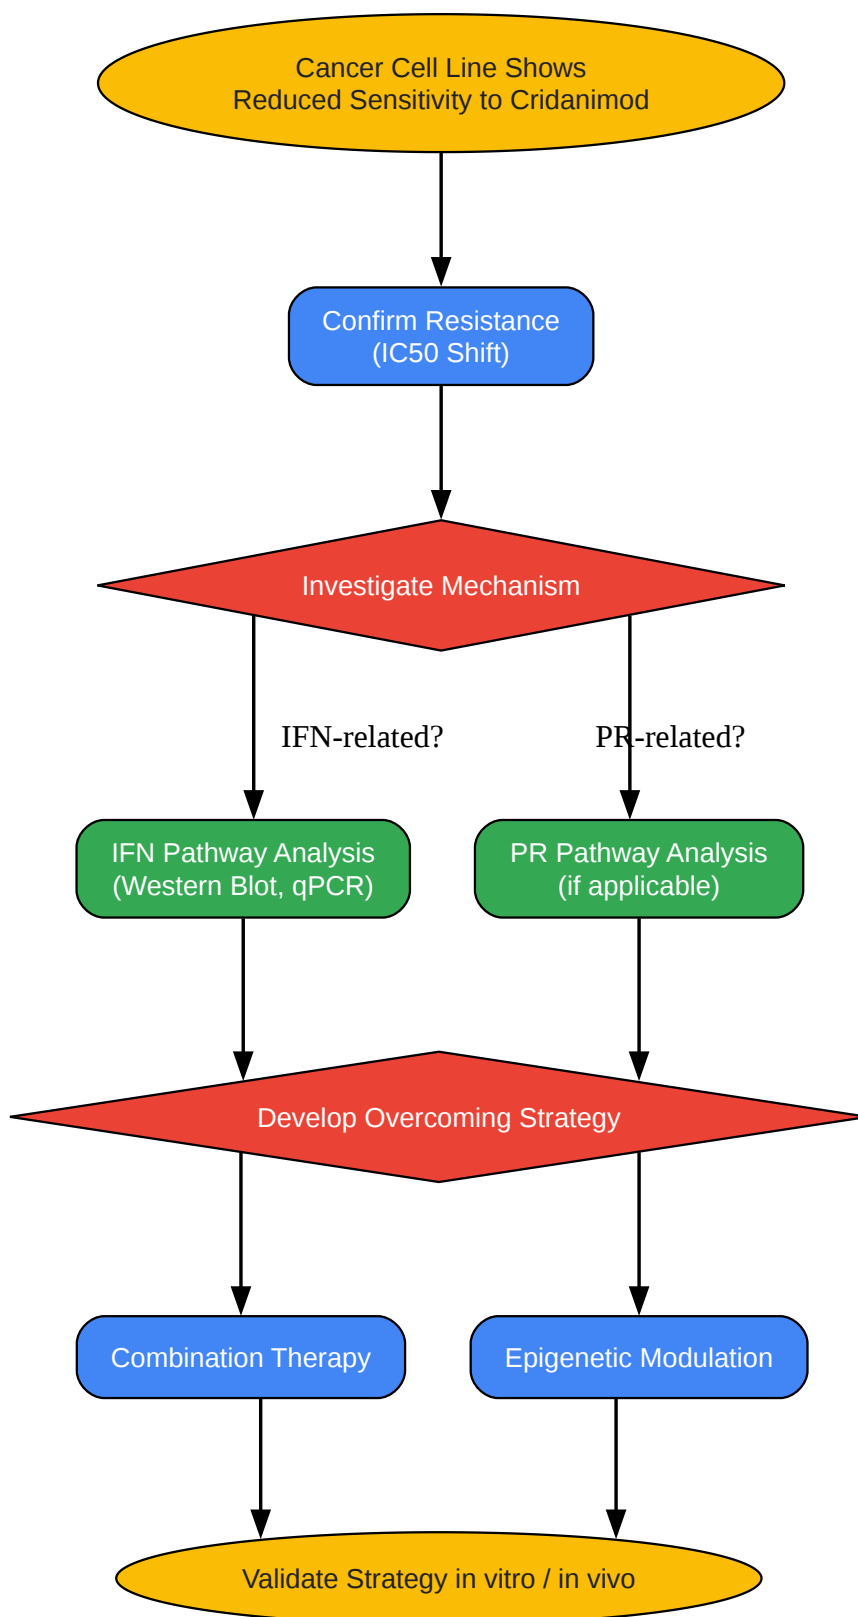 Cancer Cell Line Shows
Reduced Sensitivity to Cridanimod
Confirm Resistance
(IC50 Shift)
Investigate Mechanism
IFN-related?
PR-related?
IFN Pathway Analysis
(Western Blot, qPCR)
PR Pathway Analysis
(if applicable)
Develop Overcoming Strategy
Combination Therapy
Epigenetic Modulation
Validate Strategy in vitro / in vivo